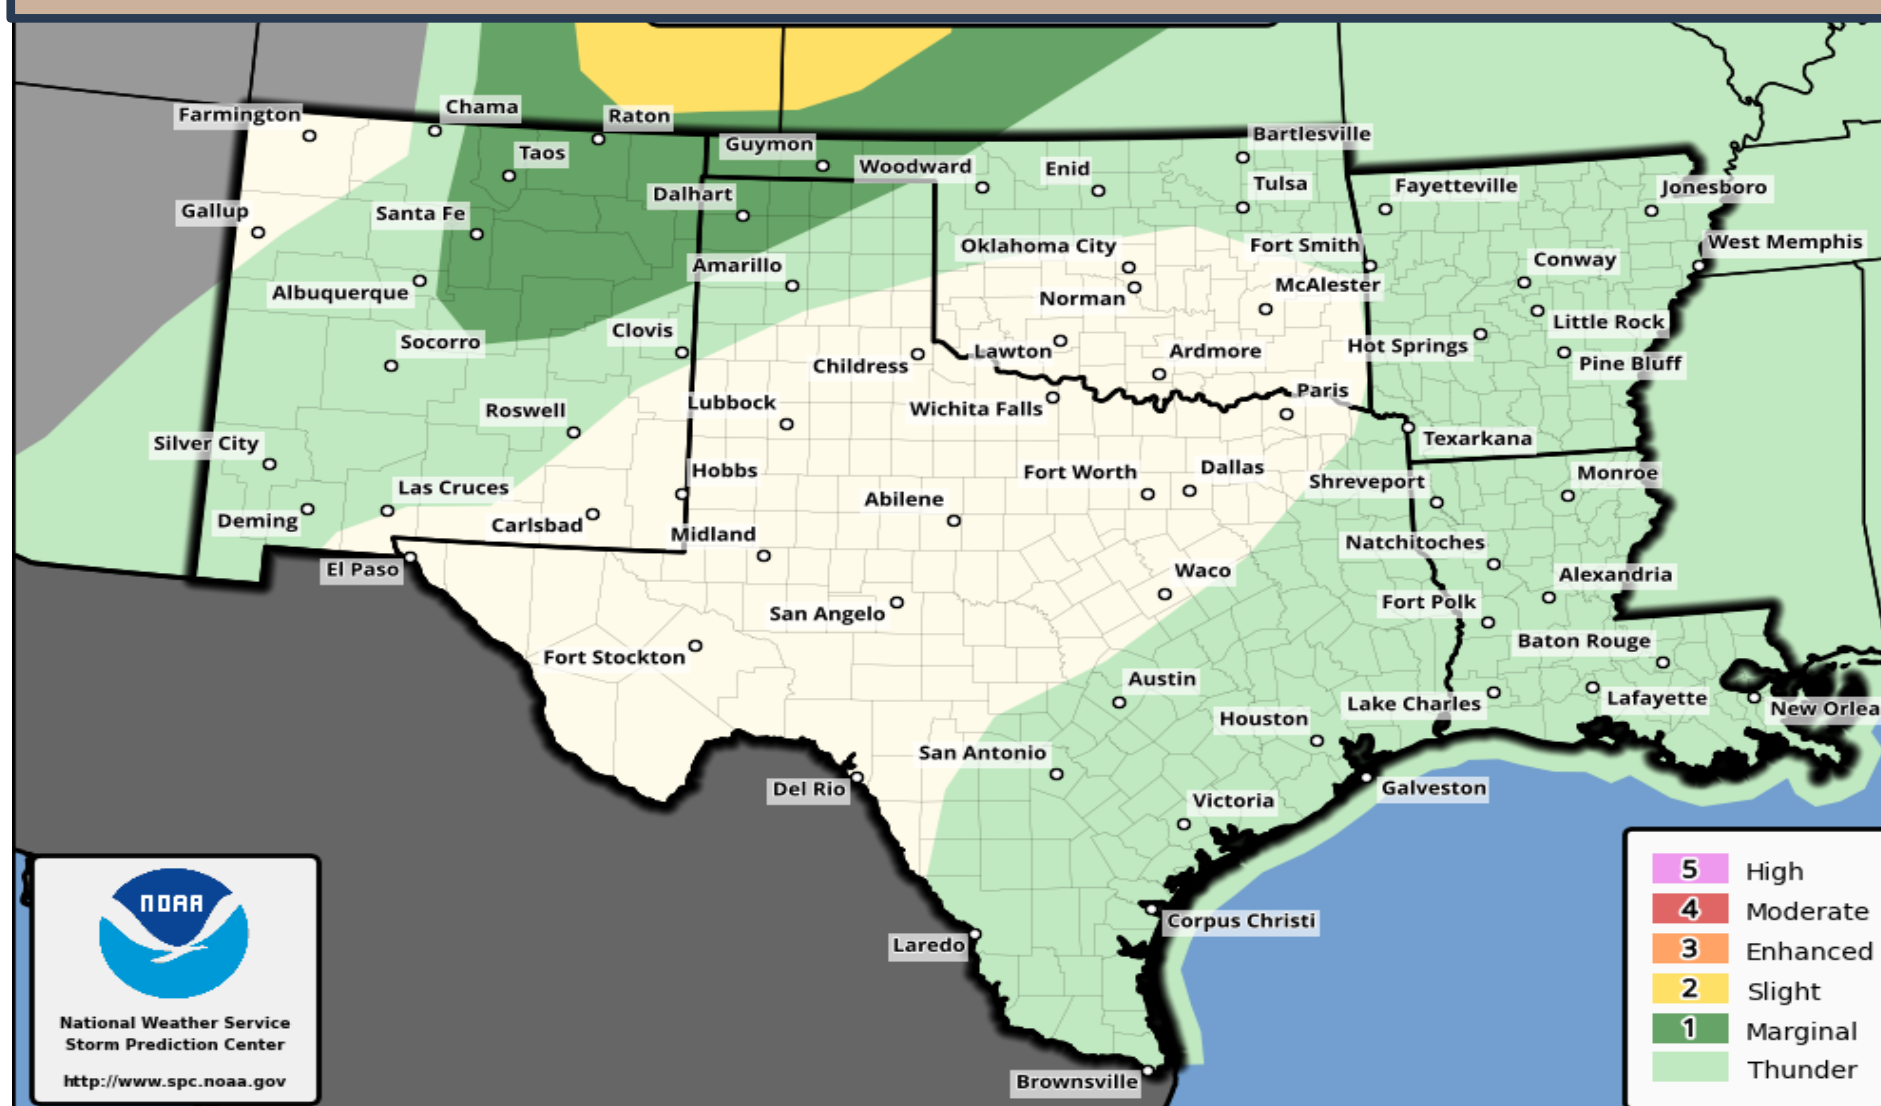 Chama
Farmington
Raton
Bartlesville
Guymon
Taos
Woodward
Enid
Tulsa
Fayetteville
Jonesboro
Dalhart
Gallup
Santa Fe
Oklahoma City
Fort Smith
West Memphis
Conway
Amarillo
McAlester
Albuquerque
Norman
Little Rock
Clovis
Socorro
Hot Springs
Lawton
Ardmore
Childress
Pine Bluff
Paris
Lubbock
Roswell
Wichita Falls
Texarkana
Silver City
Hobbs
Fort Worth
Dallas
Monroe
Shreveport
Las Cruces
Abilene
Deming
Carlsbad
Midland
Natchitoches
El Paso
Waco
Alexandria
Fort Polk
San Angelo
Baton Rouge
Fort Stockton
Austin
Lafayette
Lake Charles
New Orlea
Houston
San Antonio
Del Rio
Galveston
Victoria
Corpus Christi
Laredo
Brownsville
NOAA
National Weather Service
Storm Prediction Center
http://www.spc.noaa.gov
5 High
4 Moderate
3 Enhanced
2 Slight
1 Marginal
Thunder